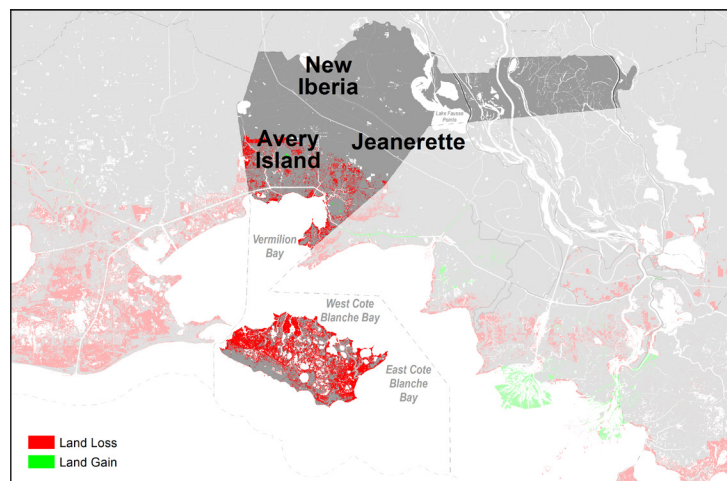 New
Iberia
Lake Fausse
Pointe
Avery
Island
Jeanerette
Vermilion
Bay
West Cote
Blanche Bay
East Cote
Blanche
Bay
Land Loss
Land Gain